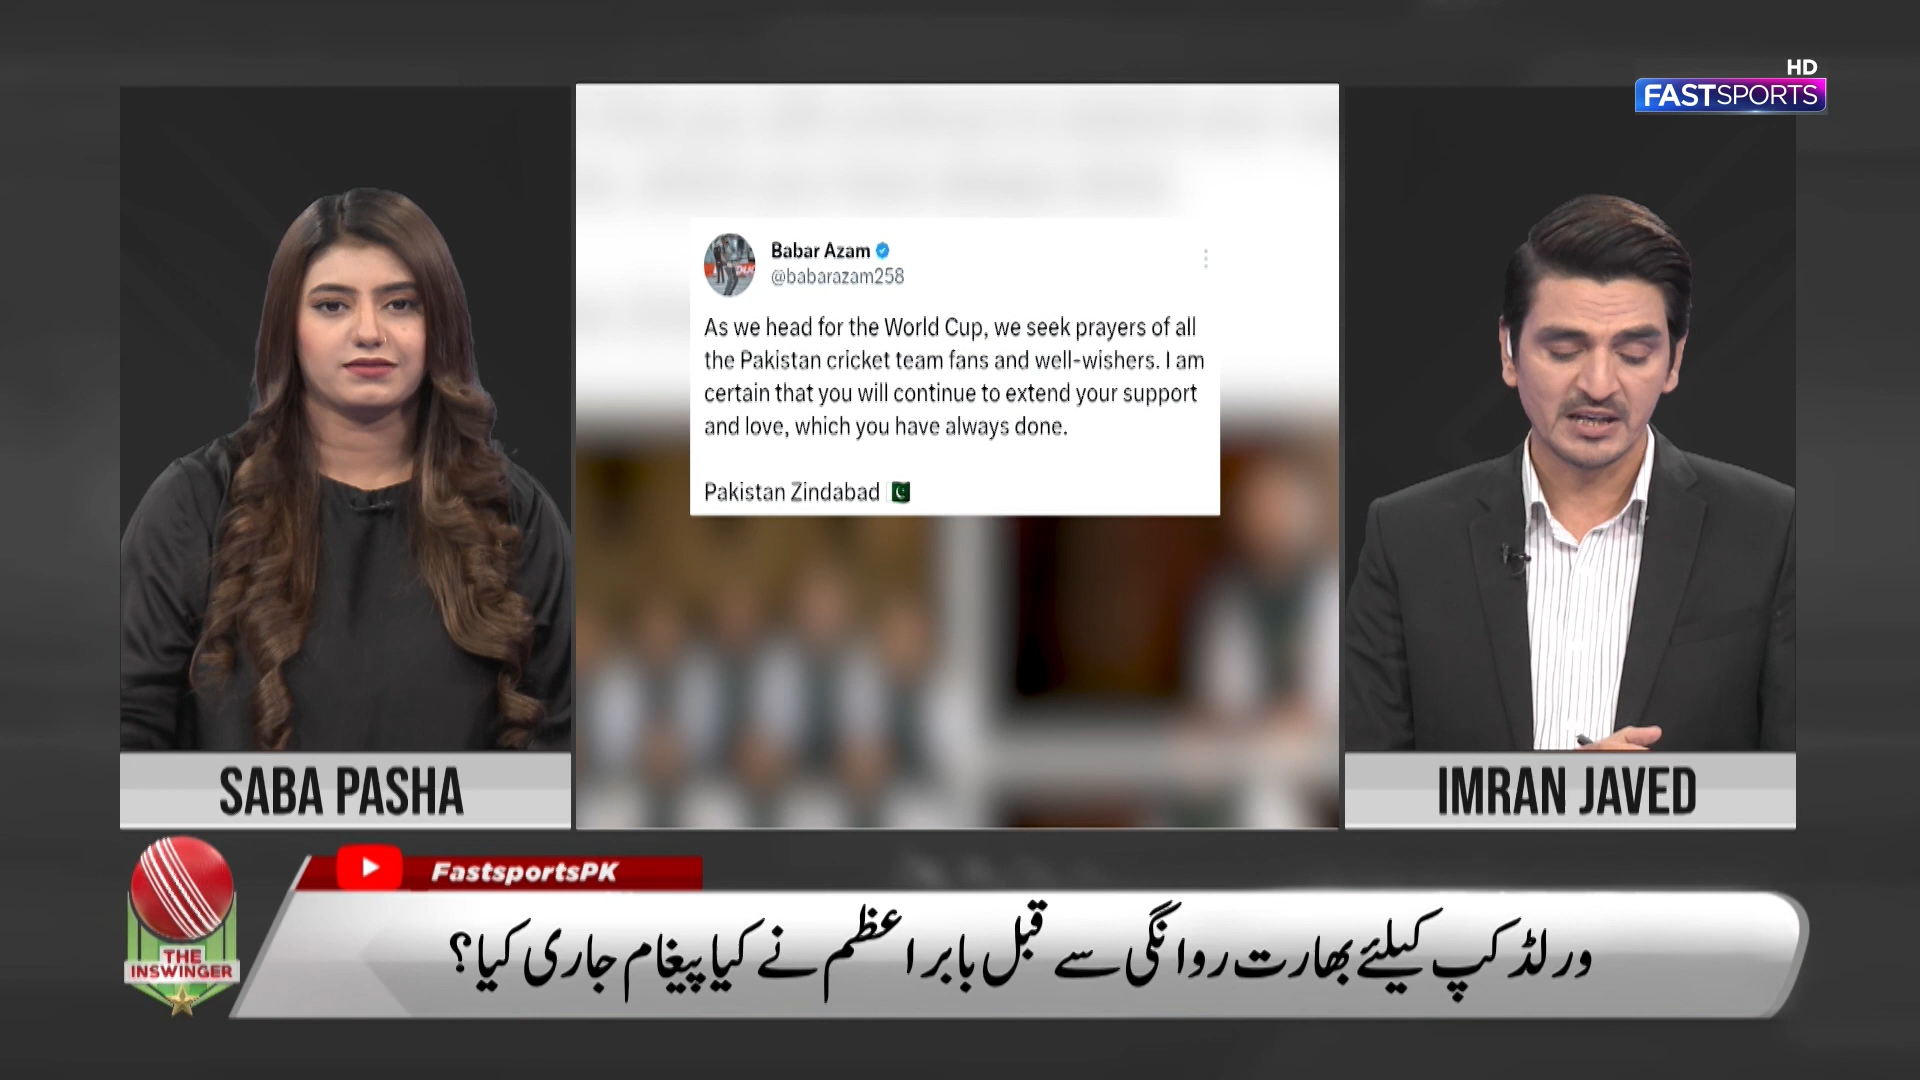 HD
FASTSPORTS
Babar Azam
@babarazam258
As we head for the World Cup, we seek prayers of all
the Pakistan cricket team fans and well-wishers. I am
certain that you will continue to extend your support
and love, which you have always done.
Pakistan Zindabad 🇵🇰
SABA PASHA
IMRAN JAVED
FastsportsPK
THE
INSWINGER
ورلڈ کپ کیلئے بھارت روانگی سے قبل بابر اعظم نے کیا پیغام جاری کیا؟